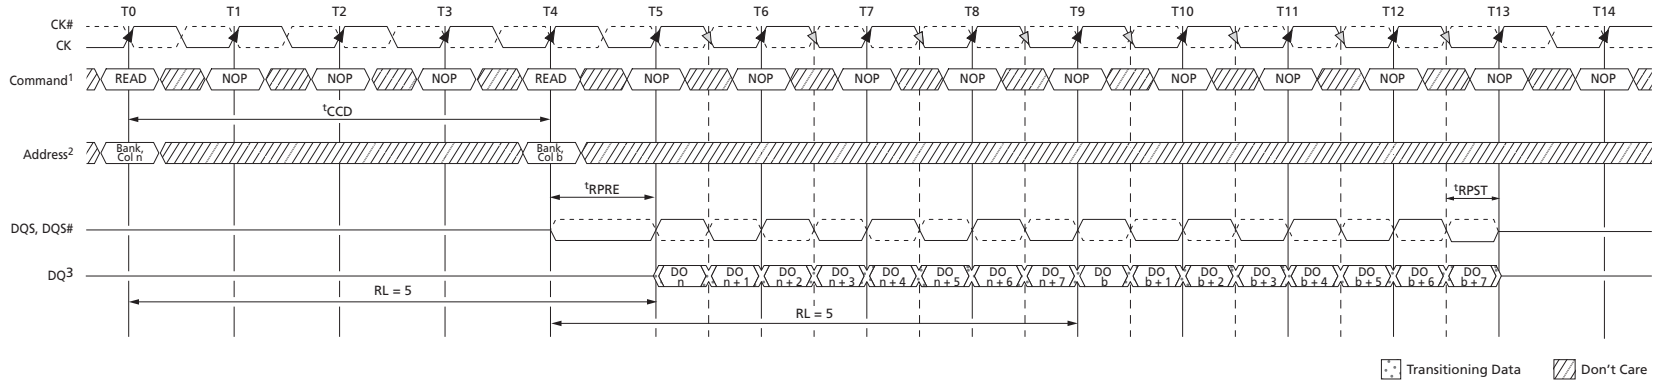 T0 T1 T2 T3 T4 T5 T6 T7 T8 T9 T10 T11 T12 T13 T14
CK#
CK
Command1 READ NOP NOP NOP READ NOP NOP NOP NOP NOP NOP NOP NOP NOP NOP
tCCD
Address2 Bank, Col n Bank, Col b
tRPRE tRPST
DQS, DQS#
DQ3 DO n DO n + 1 DO n + 2 DO n + 3 DO n + 4 DO n + 5 DO n + 6 DO n + 7 DO b DO b + 1 DO b + 2 DO b + 3 DO b + 4 DO b + 5 DO b + 6 DO b + 7
RL = 5
RL = 5
Transitioning Data Don't Care